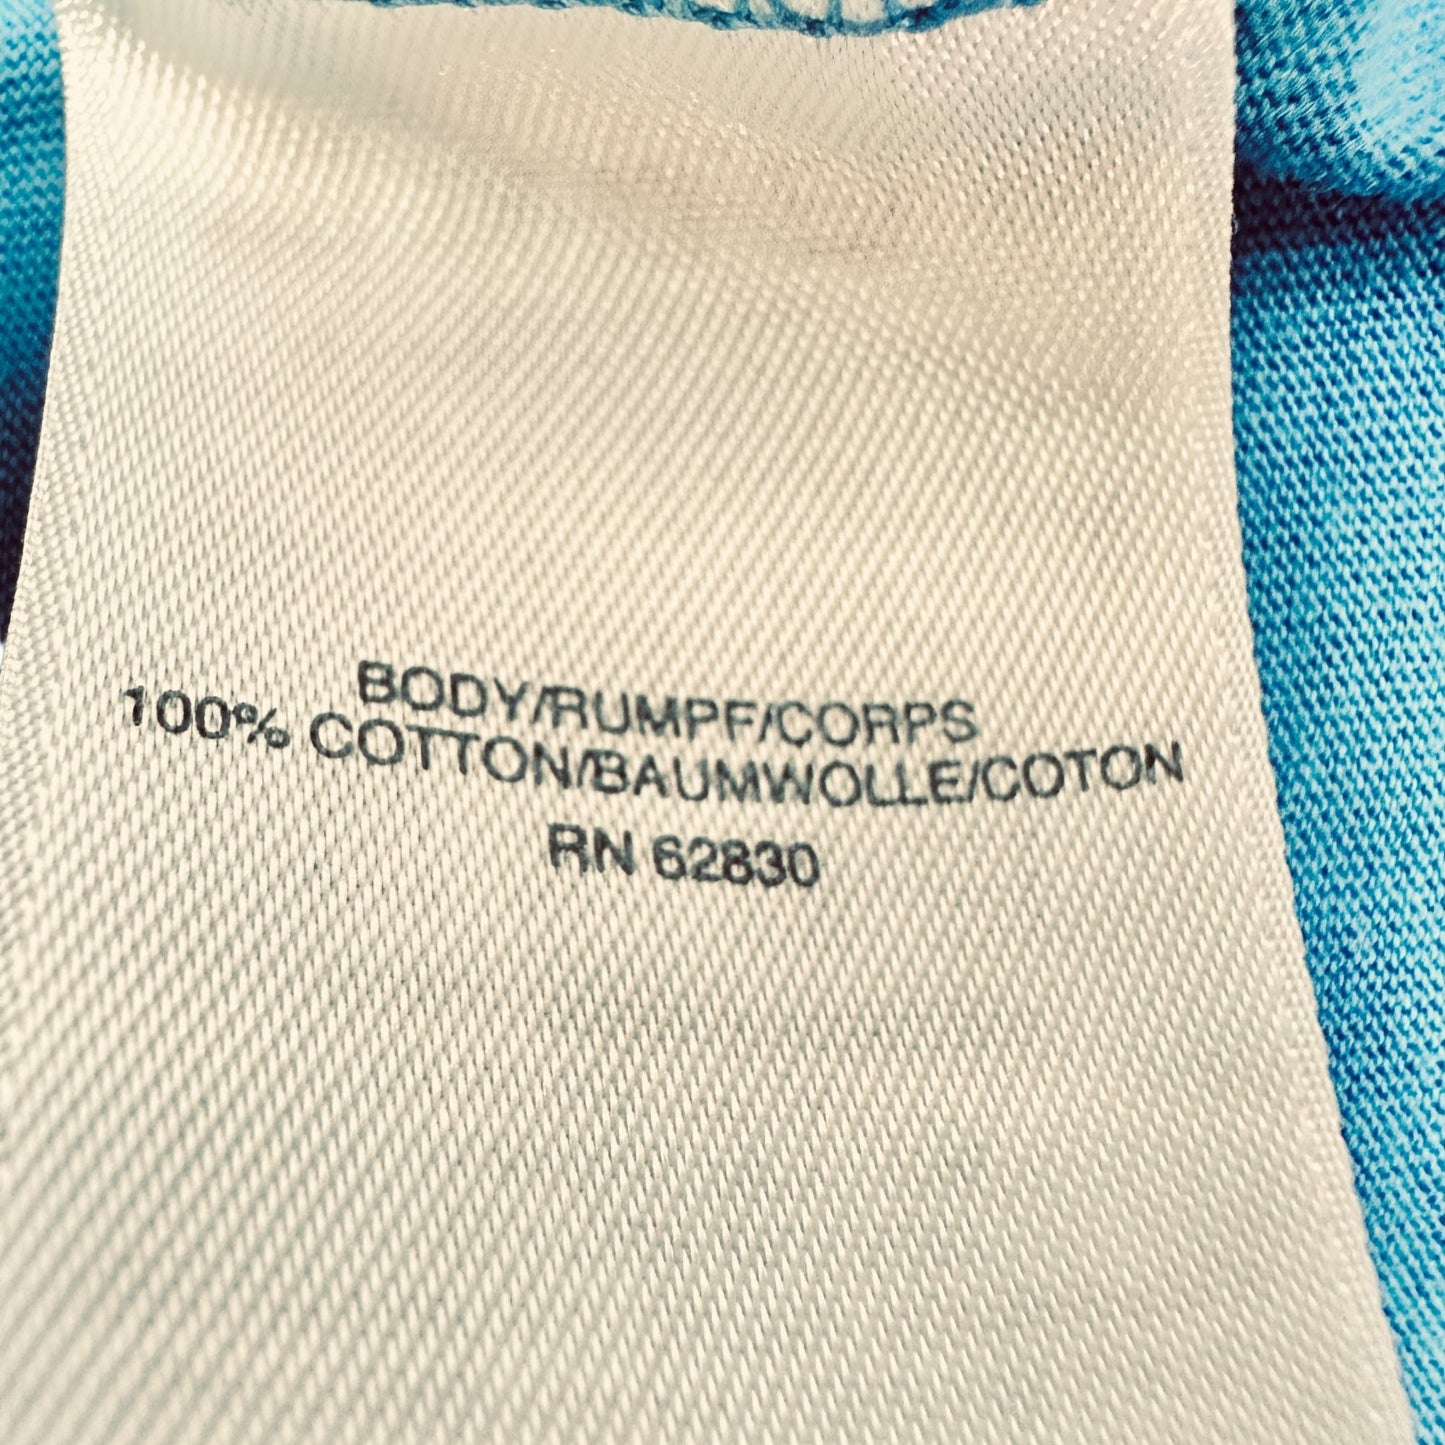 BODY/RUMPF/CORPS
100% COTTON/BAUMWOLLE/COTON
RN 62830